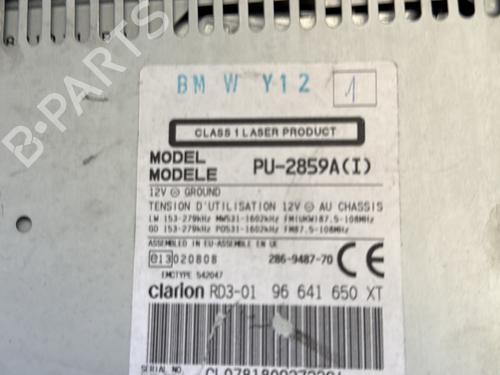 B-PARTS
BMW Y12 1
CLASS 1 LASER PRODUCT
MODEL
MODELE PU-2859A(I)
12V ⊖ GROUND
TENSION D'UTILISATION 12V ⊖ AU CHASSIS
LW 153-279kHz MW531-1602kHz FM(UKW)87.5-108MHz
GO 153-279kHz PO531-1602kHz FM87.5-108MHz
ASSEMBLED IN EU-ASSEMBLE EN UE
e13 020808 286-9487-70 CE
EMCTYPE 542047
clarion RD3-01 96 641 650 XT
SERIAL NO.